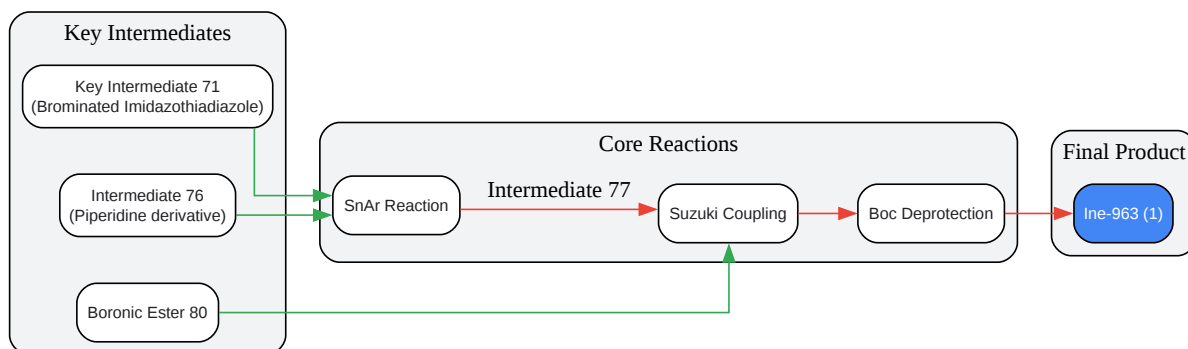 Key Intermediates
Key Intermediate 71
(Brominated Imidazothiadiazole)
Intermediate 76
(Piperidine derivative)
Boronic Ester 80
Core Reactions
SnAr Reaction
Intermediate 77
Suzuki Coupling
Boc Deprotection
Final Product
Ine-963 (1)